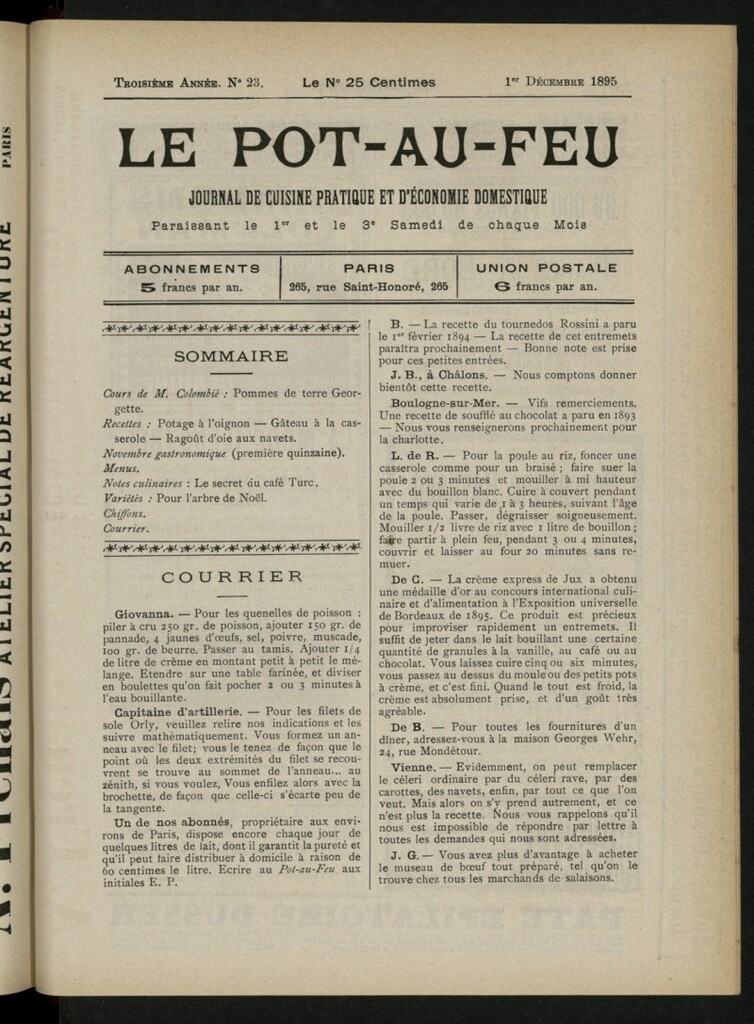 TROISIÈME ANNÉE. N° 23. Le N° 25 Centimes 1er DÉCEMBRE 1895
LE POT-AU-FEU
JOURNAL DE CUISINE PRATIQUE ET D'ÉCONOMIE DOMESTIQUE
Paraissant le 1er et le 3e Samedi de chaque Mois
ABONNEMENTS
5 francs par an.
PARIS
265, rue Saint-Honoré, 265
UNION POSTALE
6 francs par an.
SOMMAIRE
Cours de M. Colombié : Pommes de terre Geor-
gette.
Recettes : Potage à l'oignon — Gâteau à la cas-
serole — Ragoût d'oie aux navets.
Novembre gastronomique (première quinzaine).
Menus.
Notes culinaires : Le secret du café Turc.
Variétés : Pour l'arbre de Noël.
Chiffons.
Courrier.
COURRIER
Giovanna. — Pour les quenelles de poisson :
piler à cru 250 gr. de poisson, ajouter 150 gr. de
pannade, 4 jaunes d'œufs, sel, poivre, muscade,
100 gr. de beurre. Passer au tamis. Ajouter 1/4
de litre de crème en montant petit à petit le mé-
lange. Etendre sur une table farinée, et diviser
en boulettes qu'on fait pocher 2 ou 3 minutes à
l'eau bouillante.
Capitaine d'artillerie. — Pour les filets de
sole Orly, veuillez relire nos indications et les
suivre mathématiquement. Vous formez un an-
neau avec le filet; vous le tenez de façon que le
point où les deux extrémités du filet se recou-
vrent se trouve au sommet de l'anneau... au
zénith, si vous voulez, Vous enfilez alors avec la
brochette, de façon que celle-ci s'écarte peu de
la tangente.
Un de nos abonnés, propriétaire aux envi-
rons de Paris, dispose encore chaque jour de
quelques litres de lait, dont il garantit la pureté et
qu'il peut faire distribuer à domicile à raison de
60 centimes le litre. Ecrire au Pot-au-Feu aux
initiales E. P.
B. — La recette du tournedos Rossini a paru
le 1er février 1894 — La recette de cet entremets
paraîtra prochainement — Bonne note est prise
pour ces petites entrées.
J. B., à Châlons. — Nous comptons donner
bientôt cette recette.
Boulogne-sur-Mer. — Vifs remerciements.
Une recette de soufflé au chocolat a paru en 1893
— Nous vous renseignerons prochainement pour
la charlotte.
L. de R. — Pour la poule au riz, foncer une
casserole comme pour un braisé ; faire suer la
poule 2 ou 3 minutes et mouiller à mi hauteur
avec du bouillon blanc. Cuire à couvert pendant
un temps qui varie de 1 à 3 heures, suivant l'âge
de la poule. Passer, dégraisser soigneusement.
Mouiller 1/2 livre de riz avec 1 litre de bouillon ;
faire partir à plein feu, pendant 3 ou 4 minutes,
couvrir et laisser au four 20 minutes sans re-
muer.
De C. — La crème express de Jux a obtenu
une médaille d'or au concours international culi-
naire et d'alimentation à l'Exposition universelle
de Bordeaux de 1895. Ce produit est précieux
pour improviser rapidement un entremets. Il
suffit de jeter dans le lait bouillant une certaine
quantité de granules à la vanille, au café ou au
chocolat. Vous laissez cuire cinq ou six minutes,
vous passez au dessus du moule ou des petits pots
à crème, et c'est fini. Quand le tout est froid, la
crème est absolument prise, et d'un goût très
agréable.
De B. — Pour toutes les fournitures d'un
dîner, adressez-vous à la maison Georges Wehr,
24, rue Mondétour.
Vienne. — Evidemment, on peut remplacer
le céleri ordinaire par du céleri rave, par des
carottes, des navets, enfin, par tout ce que l'on
veut. Mais alors on s'y prend autrement, et ce
n'est plus la recette. Nous vous rappelons qu'il
nous est impossible de répondre par lettre à
toutes les demandes qui nous sont adressées.
J. G. — Vous avez plus d'avantage à acheter
le museau de bœuf tout préparé, tel qu'on le
trouve chez tous les marchands de salaisons.
ATELIER SPÉCIAL DE RÉARGENTURE PARIS